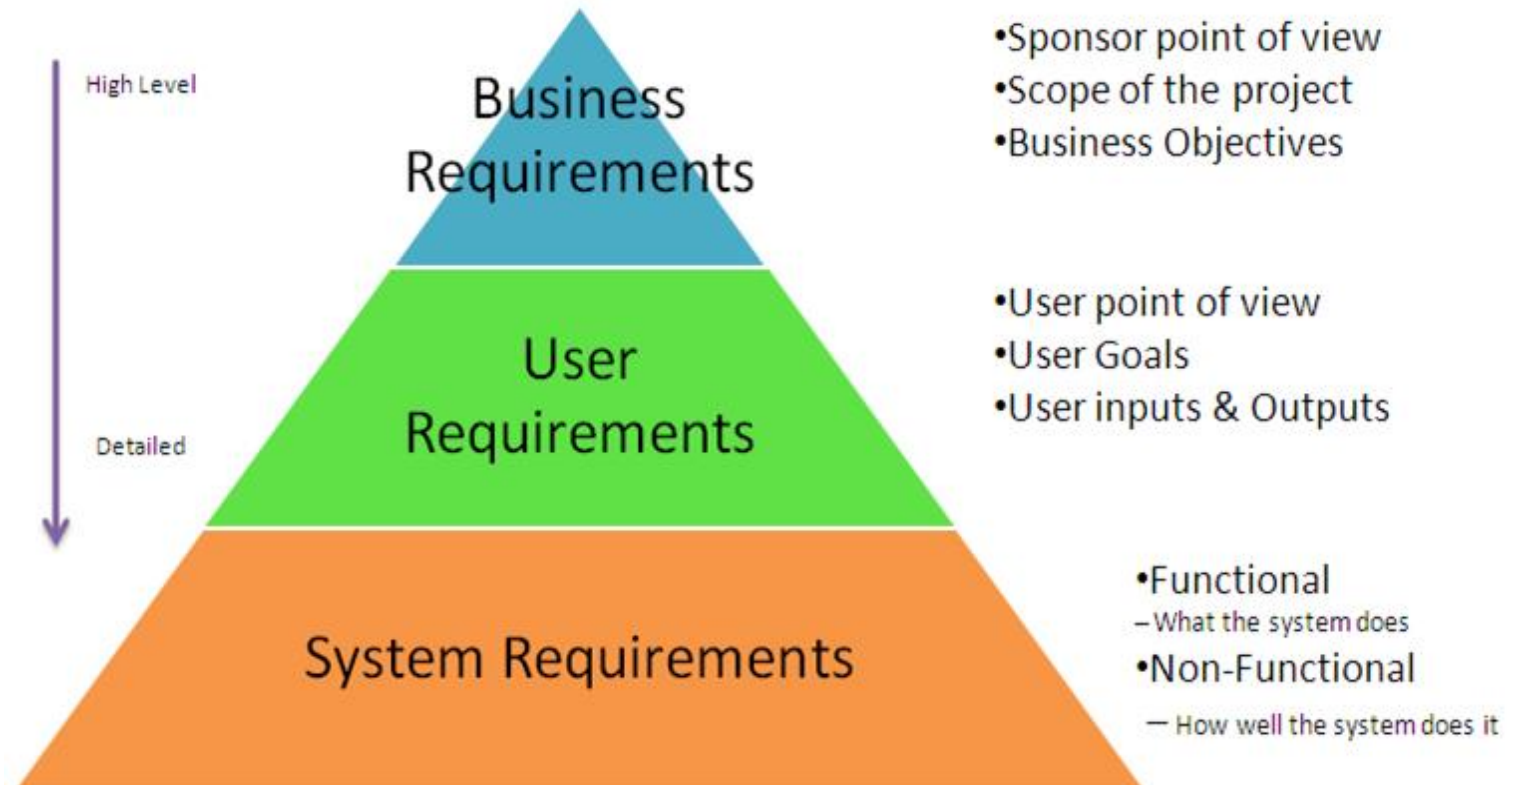 High Level
Detailed
Business
Requirements
•Sponsor point of view
•Scope of the project
•Business Objectives
User
Requirements
•User point of view
•User Goals
•User inputs & Outputs
System Requirements
•Functional
–What the system does
•Non-Functional
— How well the system does it